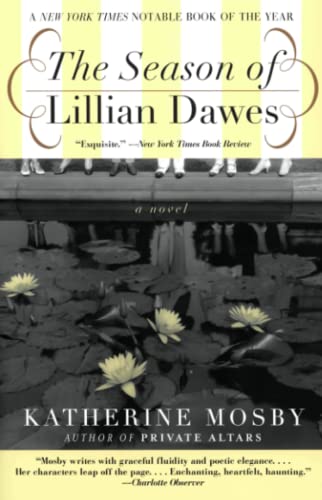 A NEW YORK TIMES NOTABLE BOOK OF THE YEAR
The Season of
Lillian Dawes
"Exquisite." —New York Times Book Review
a novel
KATHERINE MOSBY
AUTHOR OF PRIVATE ALTARS
"Mosby writes with graceful fluidity and poetic elegance. . . .
Her characters leap off the page. . . . Enchanting, heartfelt, haunting."
—Charlotte Observer